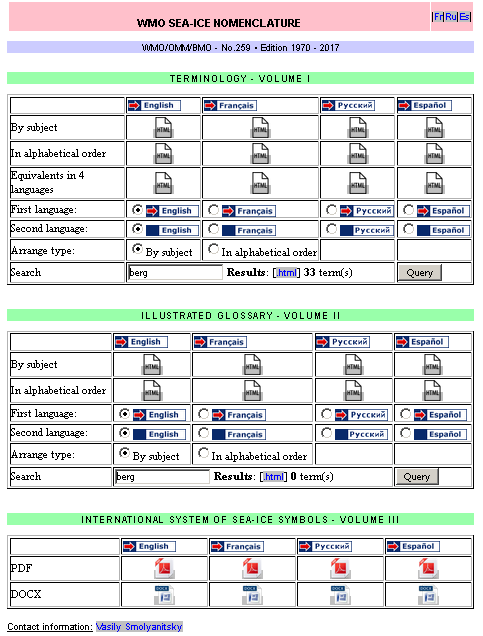 WMO SEA-ICE NOMENCLATURE
|Fr|Ru|Es|
WMO/OMM/ВМО - No.259 • Edition 1970 - 2017
TERMINOLOGY - VOLUME I
English Français Русский Español
By subject HTML HTML HTML HTML
In alphabetical order HTML HTML HTML HTML
Equivalents in 4
languages HTML HTML HTML HTML
First language: English Français Русский Español
Second language: English Français Русский Español
Arrange type: By subject In alphabetical order
Search berg Results: [.html] 33 term(s) Query
ILLUSTRATED GLOSSARY - VOLUME II
English Français Русский Español
By subject HTML HTML HTML HTML
In alphabetical order HTML HTML HTML HTML
First language: English Français Русский Español
Second language: English Français Русский Español
Arrange type: By subject In alphabetical order
Search berg Results: [.html] 0 term(s) Query
INTERNATIONAL SYSTEM OF SEA-ICE SYMBOLS - VOLUME III
English Français Русский Español
PDF
DOCX
Contact information: Vasily Smolyanitsky